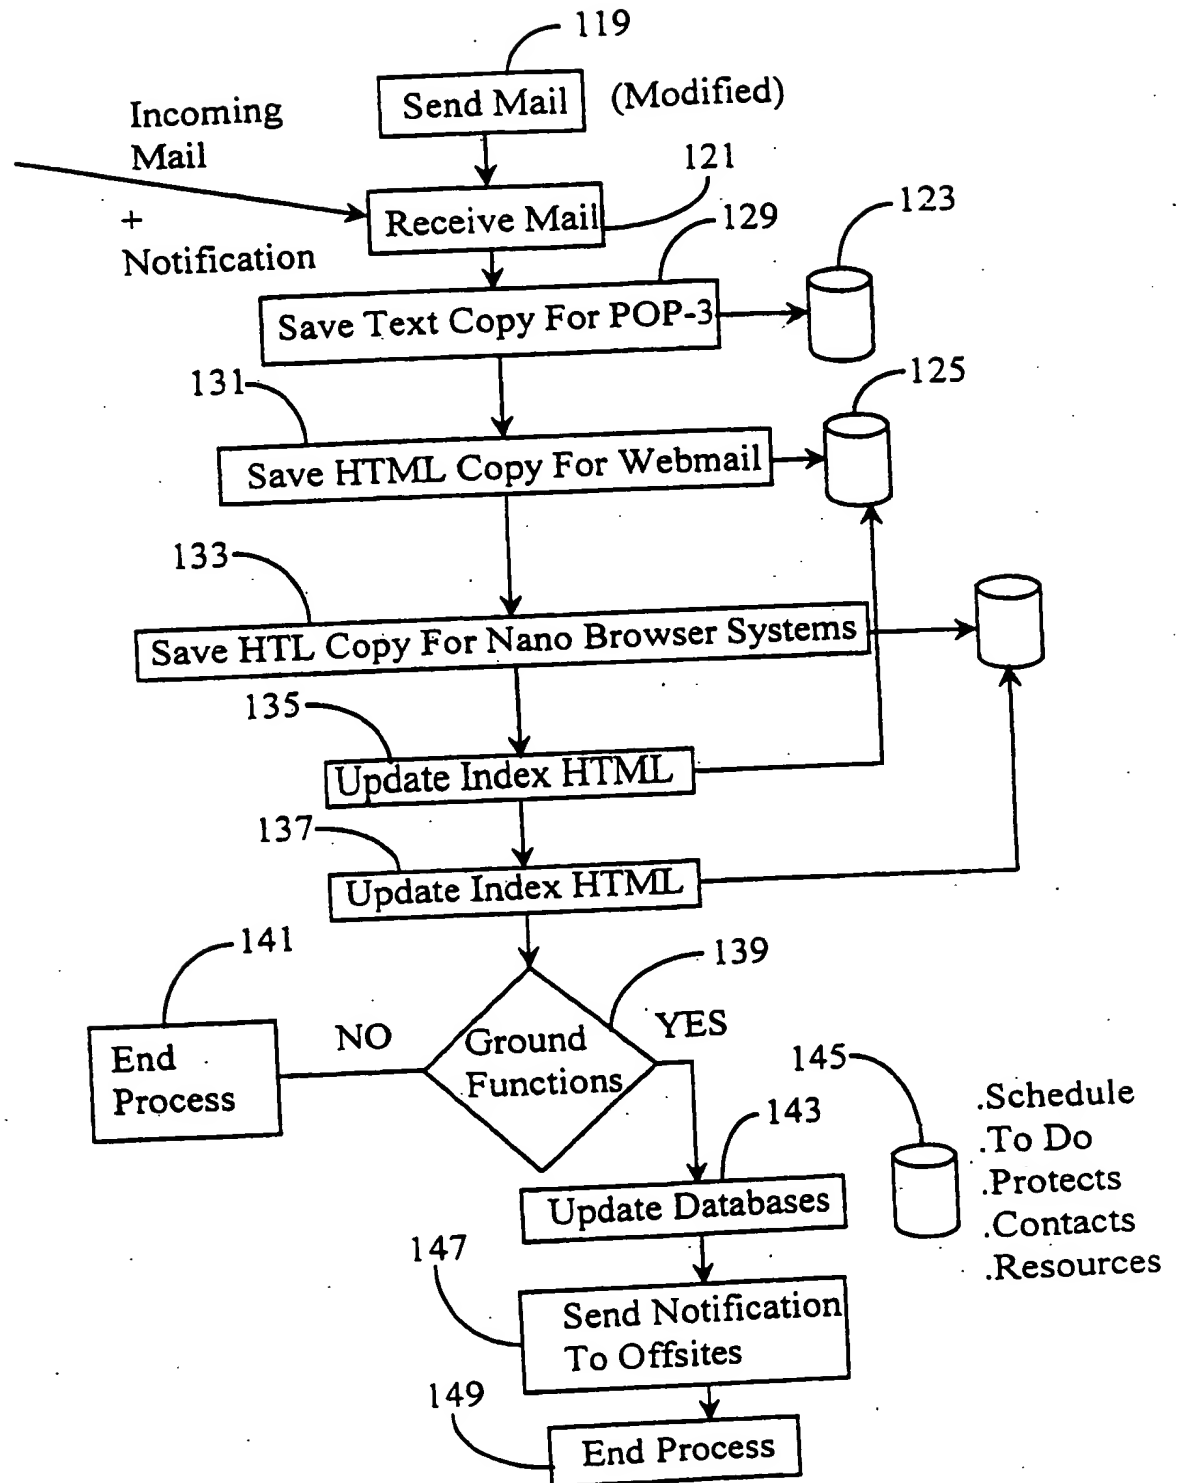 119
Send Mail (Modified)
Incoming
Mail
+
Notification
121
Receive Mail
129
123
Save Text Copy For POP-3
131
125
Save HTML Copy For Webmail
133
Save HTL Copy For Nano Browser Systems
135
Update Index HTML
137
Update Index HTML
141
139
End
Process
NO
Ground
Functions
YES
145
143
.Schedule
.To Do
.Protects
.Contacts
.Resources
Update Databases
147
Send Notification
To Offsites
149
End Process